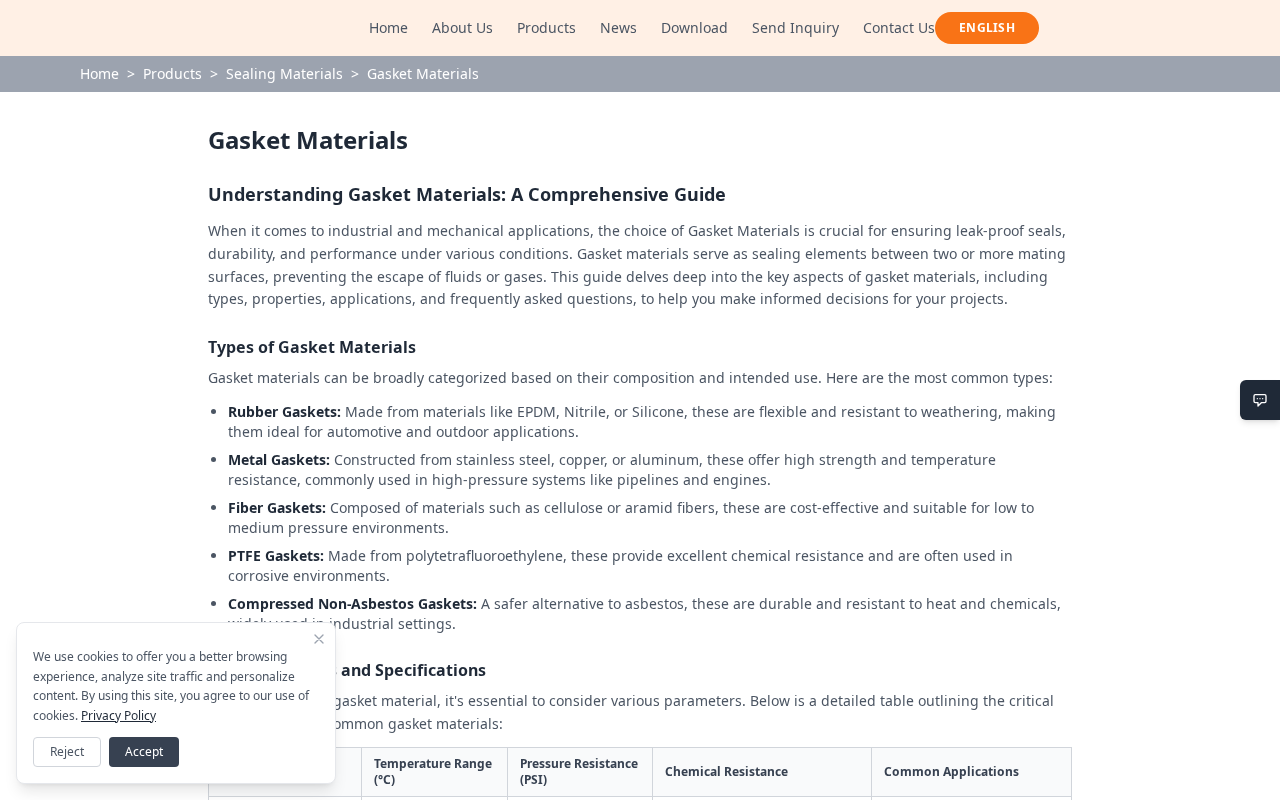 Home About Us Products News Download Send Inquiry Contact Us ENGLISH
Home > Products > Sealing Materials > Gasket Materials
Gasket Materials
Understanding Gasket Materials: A Comprehensive Guide
When it comes to industrial and mechanical applications, the choice of Gasket Materials is crucial for ensuring leak-proof seals,
durability, and performance under various conditions. Gasket materials serve as sealing elements between two or more mating
surfaces, preventing the escape of fluids or gases. This guide delves deep into the key aspects of gasket materials, including
types, properties, applications, and frequently asked questions, to help you make informed decisions for your projects.
Types of Gasket Materials
Gasket materials can be broadly categorized based on their composition and intended use. Here are the most common types:
• Rubber Gaskets: Made from materials like EPDM, Nitrile, or Silicone, these are flexible and resistant to weathering, making
them ideal for automotive and outdoor applications.
• Metal Gaskets: Constructed from stainless steel, copper, or aluminum, these offer high strength and temperature
resistance, commonly used in high-pressure systems like pipelines and engines.
• Fiber Gaskets: Composed of materials such as cellulose or aramid fibers, these are cost-effective and suitable for low to
medium pressure environments.
• PTFE Gaskets: Made from polytetrafluoroethylene, these provide excellent chemical resistance and are often used in
corrosive environments.
• Compressed Non-Asbestos Gaskets: A safer alternative to asbestos, these are durable and resistant to heat and chemicals,
industrial settings.
and Specifications
gasket material, it's essential to consider various parameters. Below is a detailed table outlining the critical
common gasket materials:
Temperature Range
(°C)
Pressure Resistance
(PSI)
Chemical Resistance
Common Applications
We use cookies to offer you a better browsing
experience, analyze site traffic and personalize
content. By using this site, you agree to our use of
cookies. Privacy Policy
Reject Accept